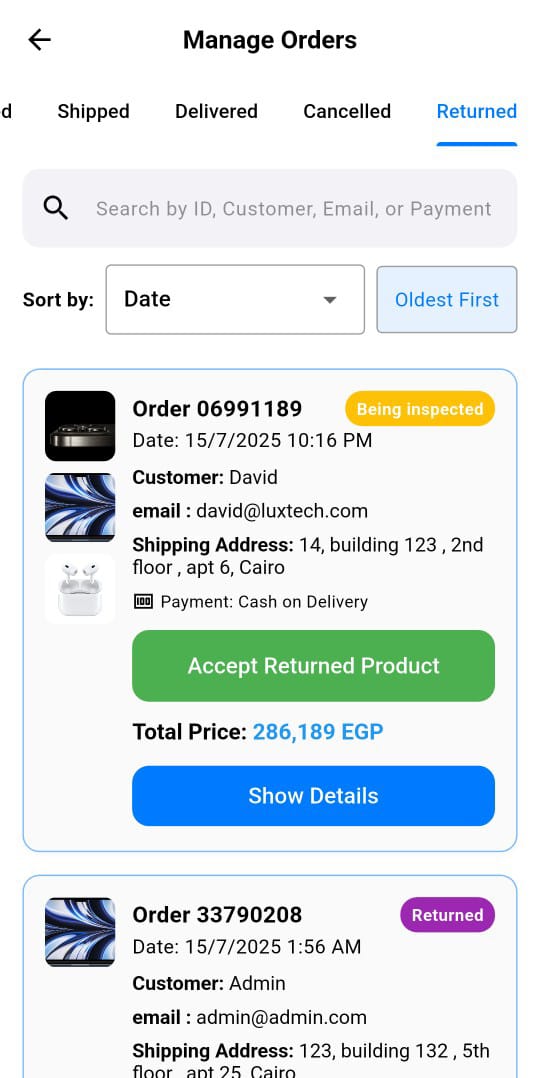 Manage Orders
d Shipped Delivered Cancelled Returned
Search by ID, Customer, Email, or Payment
Sort by: Date Oldest First
Order 06991189 Being inspected
Date: 15/7/2025 10:16 PM
Customer: David
email : david@luxtech.com
Shipping Address: 14, building 123 , 2nd
floor , apt 6, Cairo
Payment: Cash on Delivery
Accept Returned Product
Total Price: 286,189 EGP
Show Details
Order 33790208 Returned
Date: 15/7/2025 1:56 AM
Customer: Admin
email : admin@admin.com
Shipping Address: 123, building 132 , 5th
floor , apt 25, Cairo